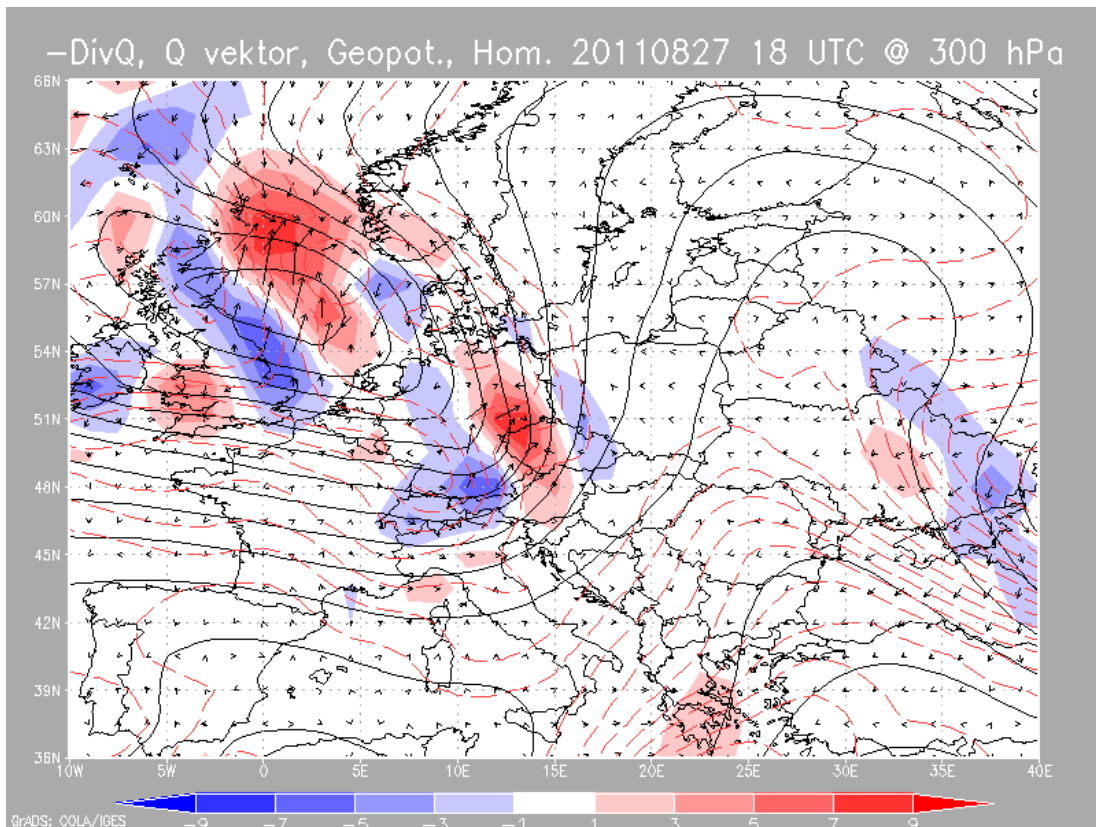 -DivQ, Q vektor, Geopot., Hom. 20110827 18 UTC @ 300 hPa
66N
63N
60N
57N
54N
51N
48N
45N
42N
39N
36N
10W 5W 0 5E 10E 15E 20E 25E 30E 35E 40E
-9 -7 -5 -3 -1 1 3 5 7 9
GrADS: COLA/IGES